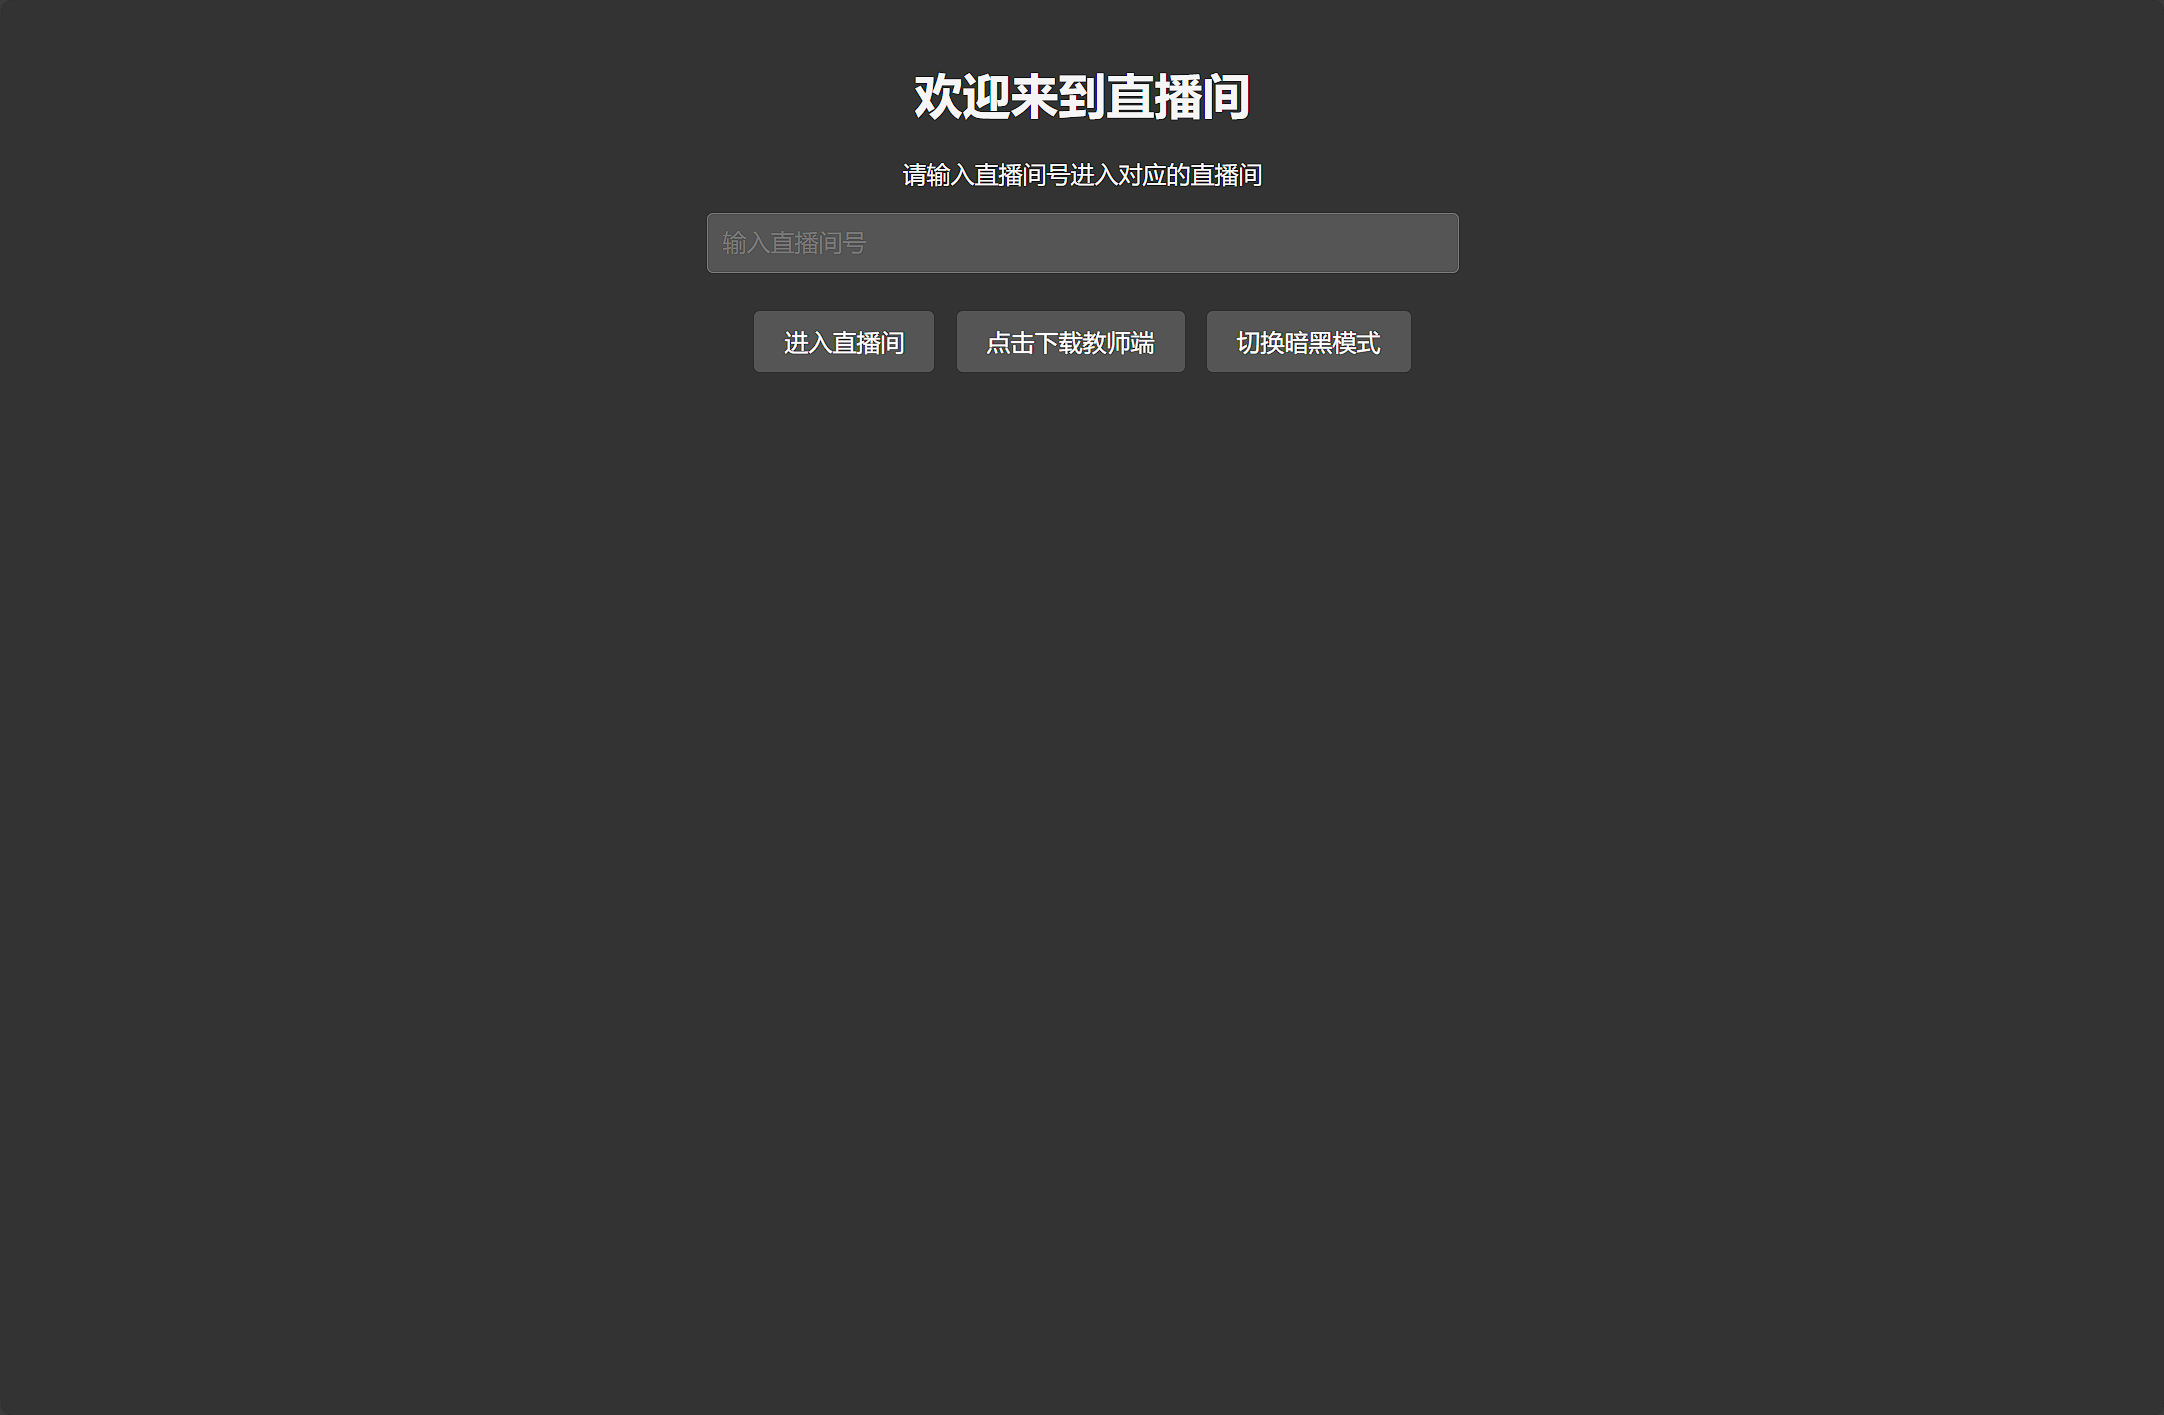 欢迎来到直播间
请输入直播间号进入对应的直播间
输入直播间号
进入直播间 点击下载教师端 切换暗黑模式